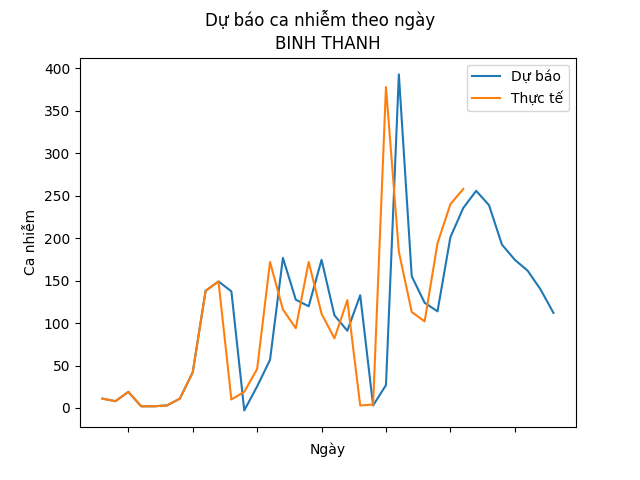 Dự báo ca nhiễm theo ngày
BINH THANH
Dự báo
Thực tế
400
350
300
250
200
150
100
50
0
Ca nhiễm
Ngày